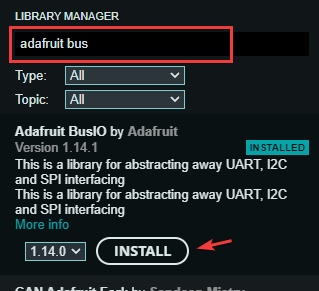 LIBRARY MANAGER
adafruit bus
Type: All
Topic: All
Adafruit BusIO by Adafruit
Version 1.14.1 INSTALLED
This is a library for abstracting away UART, I2C
and SPI interfacing
This is a library for abstracting away UART, I2C
and SPI interfacing
More info
1.14.0 INSTALL
CAN Adafruit Fork by Sandeep Mistry